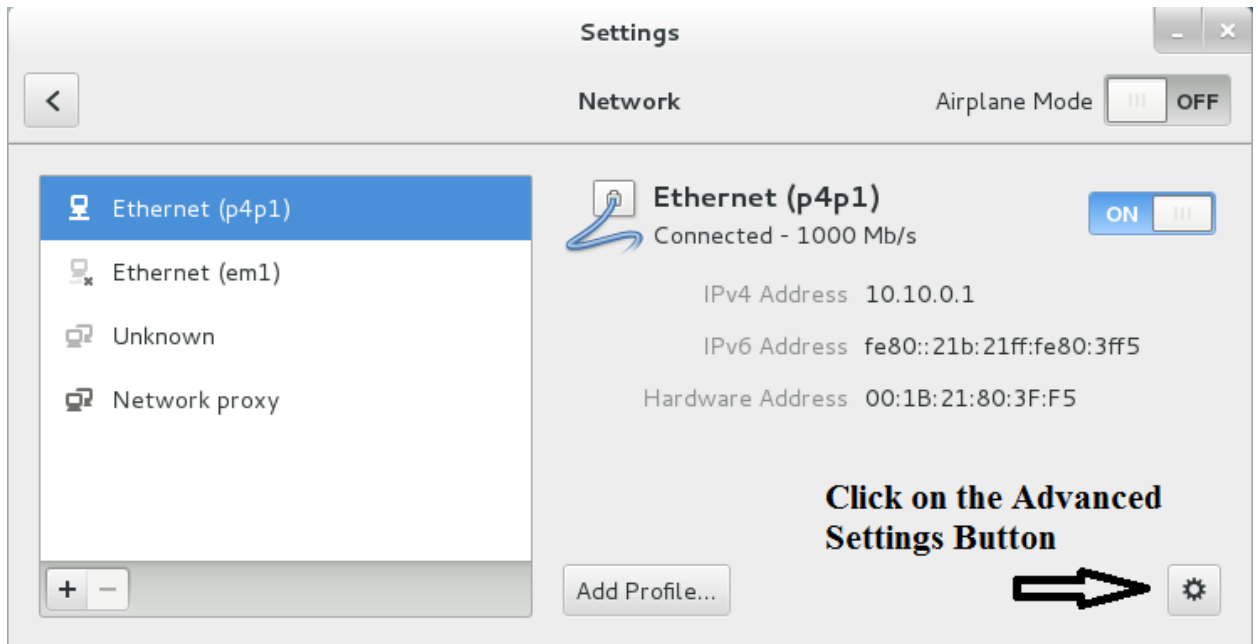 Settings
Network
Airplane Mode OFF
Ethernet (p4p1)
Ethernet (em1)
Unknown
Network proxy
Ethernet (p4p1)
ON
Connected - 1000 Mb/s
IPv4 Address 10.10.0.1
IPv6 Address fe80::21b:21ff:fe80:3ff5
Hardware Address 00:1B:21:80:3F:F5
Click on the Advanced
Settings Button
Add Profile...